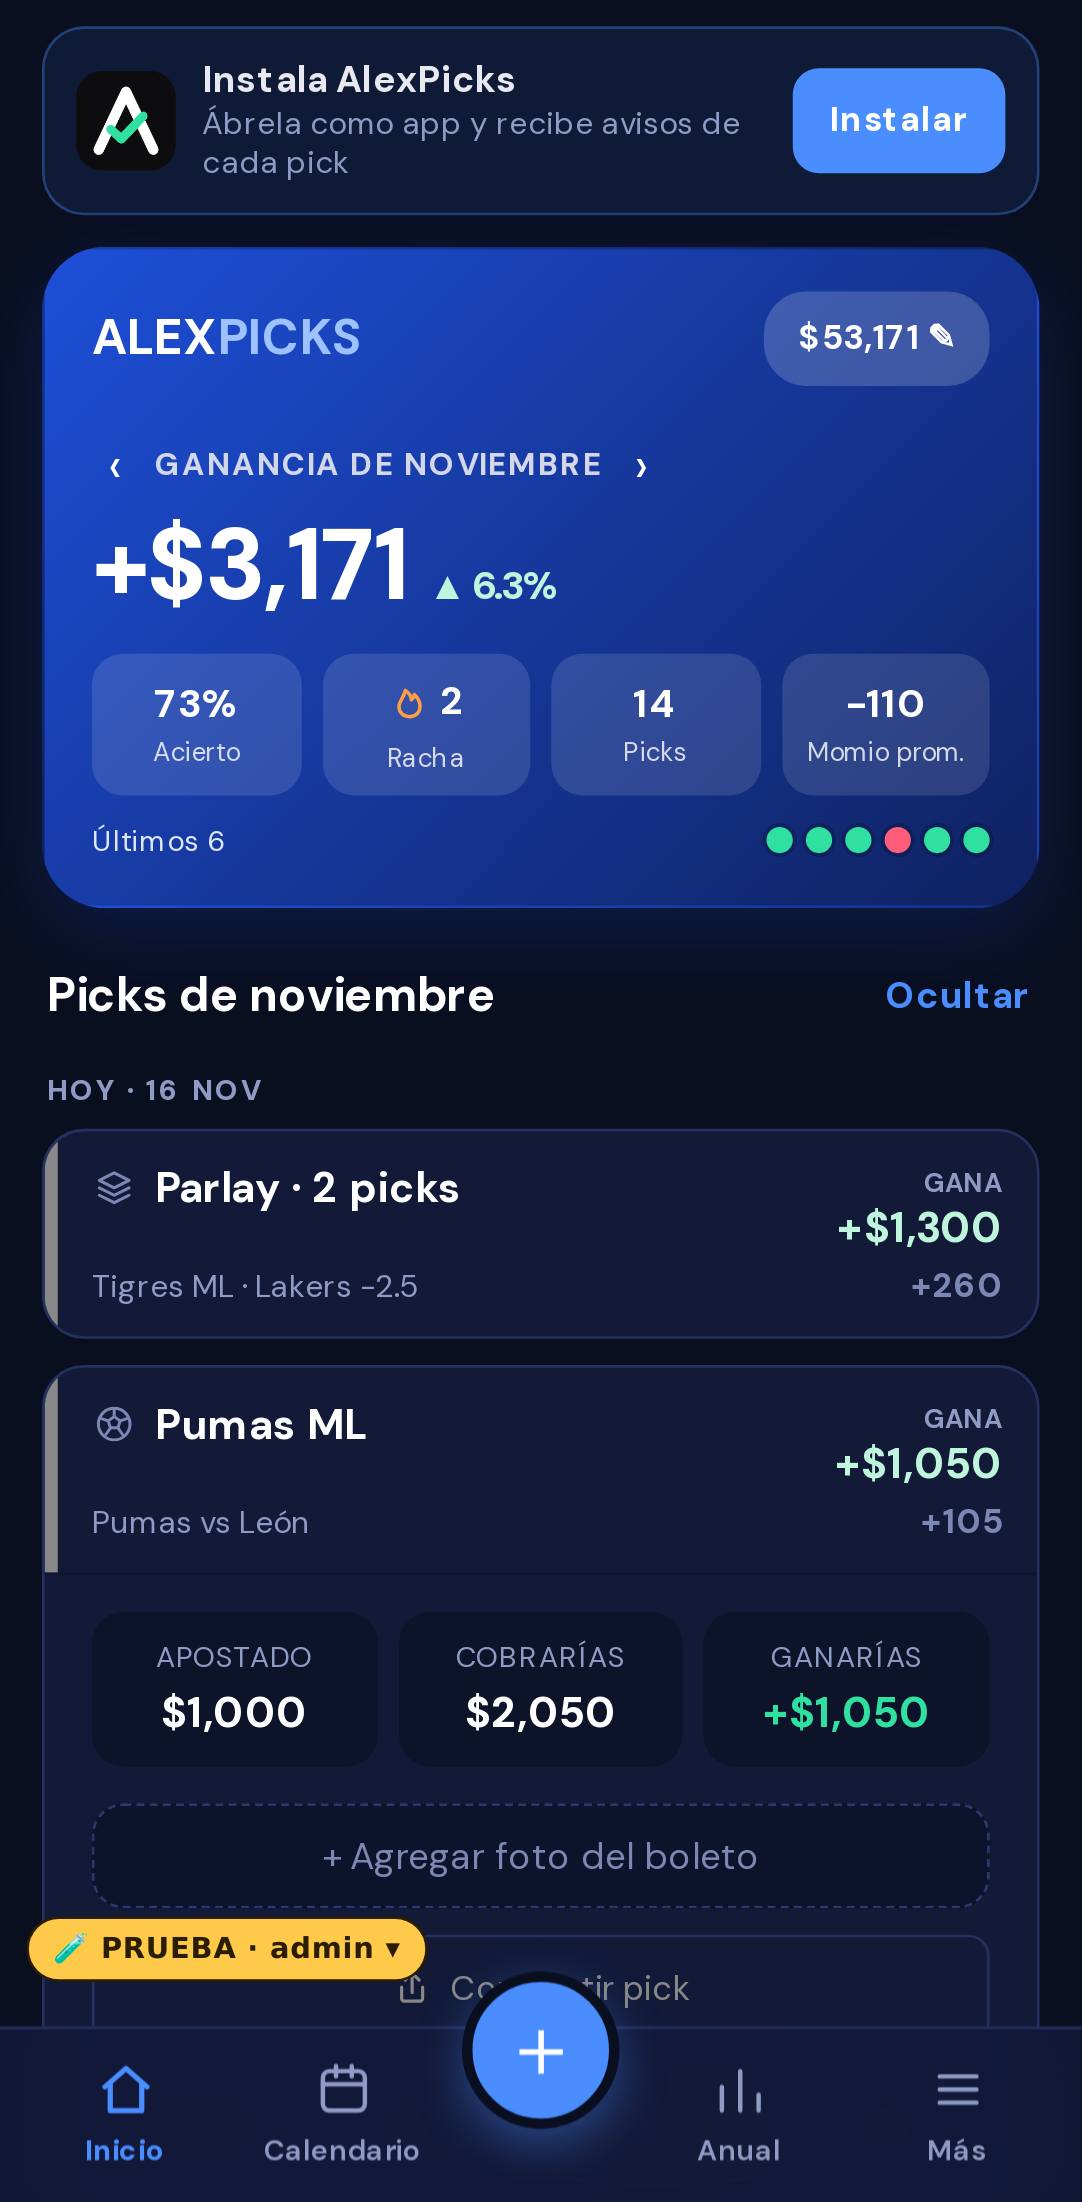 Instala AlexPicks
Ábrela como app y recibe avisos de
cada pick
Instalar
ALEXPICKS
$53,171 ✎
‹ GANANCIA DE NOVIEMBRE ›
+$3,171 ▲ 6.3%
73%
Acierto
2
Racha
14
Picks
-110
Momio prom.
Últimos 6
Picks de noviembre
Ocultar
HOY · 16 NOV
Parlay · 2 picks
GANA
+$1,300
Tigres ML · Lakers -2.5
+260
Pumas ML
GANA
+$1,050
Pumas vs León
+105
APOSTADO
$1,000
COBRARÍAS
$2,050
GANARÍAS
+$1,050
+ Agregar foto del boleto
🧪 PRUEBA · admin ▾
pick
Inicio
Calendario
+
Anual
Más